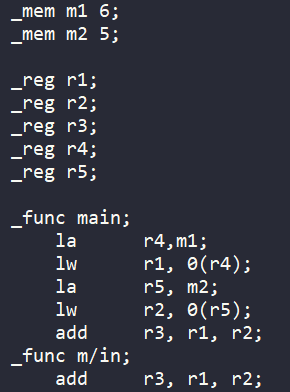 _mem m1 6;
_mem m2 5;

_reg r1;
_reg r2;
_reg r3;
_reg r4;
_reg r5;

_func main;
    la      r4,m1;
    lw      r1, 0(r4);
    la      r5, m2;
    lw      r2, 0(r5);
    add     r3, r1, r2;
_func m/in;
    add     r3, r1, r2;